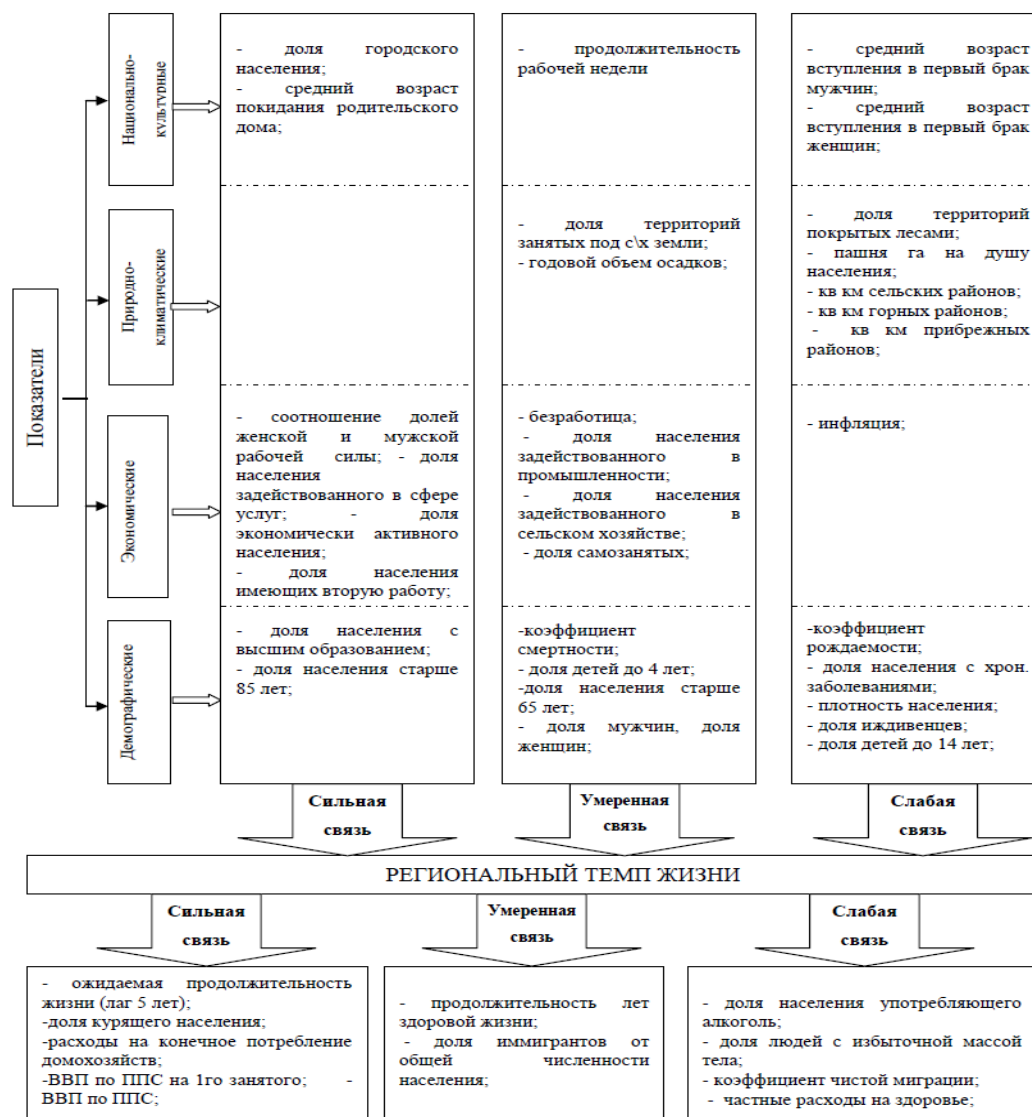 Показатели
Национально-
культурные
- доля городского
населения;
- средний возраст
покидания родительского
дома;
- продолжительность
рабочей недели
- средний возраст
вступления в первый брак
мужчин;
- средний возраст
вступления в первый брак
женщин;
Природно-
климатические
- доля территорий
занятых под с\х земли;
- годовой объем осадков;
- доля территорий
покрытых лесами;
- пашня га на душу
населения;
- кв км сельских районов;
- кв км горных районов;
- кв км прибрежных
районов;
Экономические
- соотношение долей
женской и мужской
рабочей силы; - доля
населения
задействованного в сфере
услуг; - доля
экономически активного
населения;
- доля населения
имеющих вторую работу;
- безработица;
- доля населения
задействованного в
промышленности;
- доля населения
задействованного в
сельском хозяйстве;
- доля самозанятых;
- инфляция;
Демографические
- доля населения с
высшим образованием;
- доля населения старше
85 лет;
-коэффициент
смертности;
- доля детей до 4 лет;
-доля населения старше
65 лет;
- доля мужчин, доля
женщин;
-коэффициент
рождаемости;
- доля населения с хрон.
заболеваниями;
- плотность населения;
- доля иждивенцев;
- доля детей до 14 лет;
Сильная
связь
Умеренная
связь
Слабая
связь
РЕГИОНАЛЬНЫЙ ТЕМП ЖИЗНИ
Сильная
связь
Умеренная
связь
Слабая
связь
- ожидаемая продолжительность
жизни (лаг 5 лет);
-доля курящего населения;
-расходы на конечное потребление
домохозяйств;
-ВВП по ППС на 1го занятого; -
ВВП по ППС;
- продолжительность лет
здоровой жизни;
- доля иммигрантов от
общей численности
населения;
- доля населения употребляющего
алкоголь;
- доля людей с избыточной массой
тела;
- коэффициент чистой миграции;
- частные расходы на здоровье;